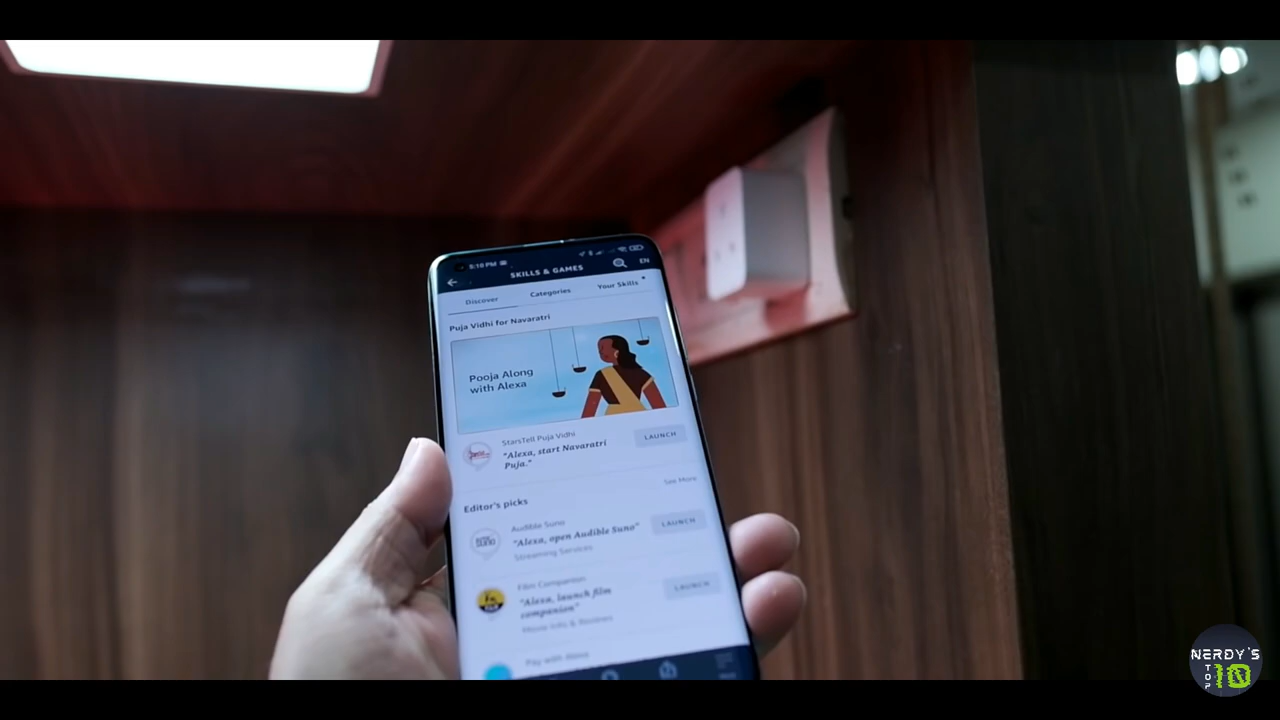 5:10 PM
SKILLS & GAMES
EN
Discover
Categories
Your Skills
Puja Vidhi for Navaratri
Pooja Along
with Alexa
StarsTell Puja Vidhi
"Alexa, start Navaratri
Puja."
LAUNCH
See More
Editor's picks
Audible Suno
"Alexa, open Audible Suno"
Streaming Services
LAUNCH
Film Companion
"Alexa, launch film
companion"
Movie Info & Reviews
LAUNCH
Pay with Alexa
NERDY'S
TOP
10